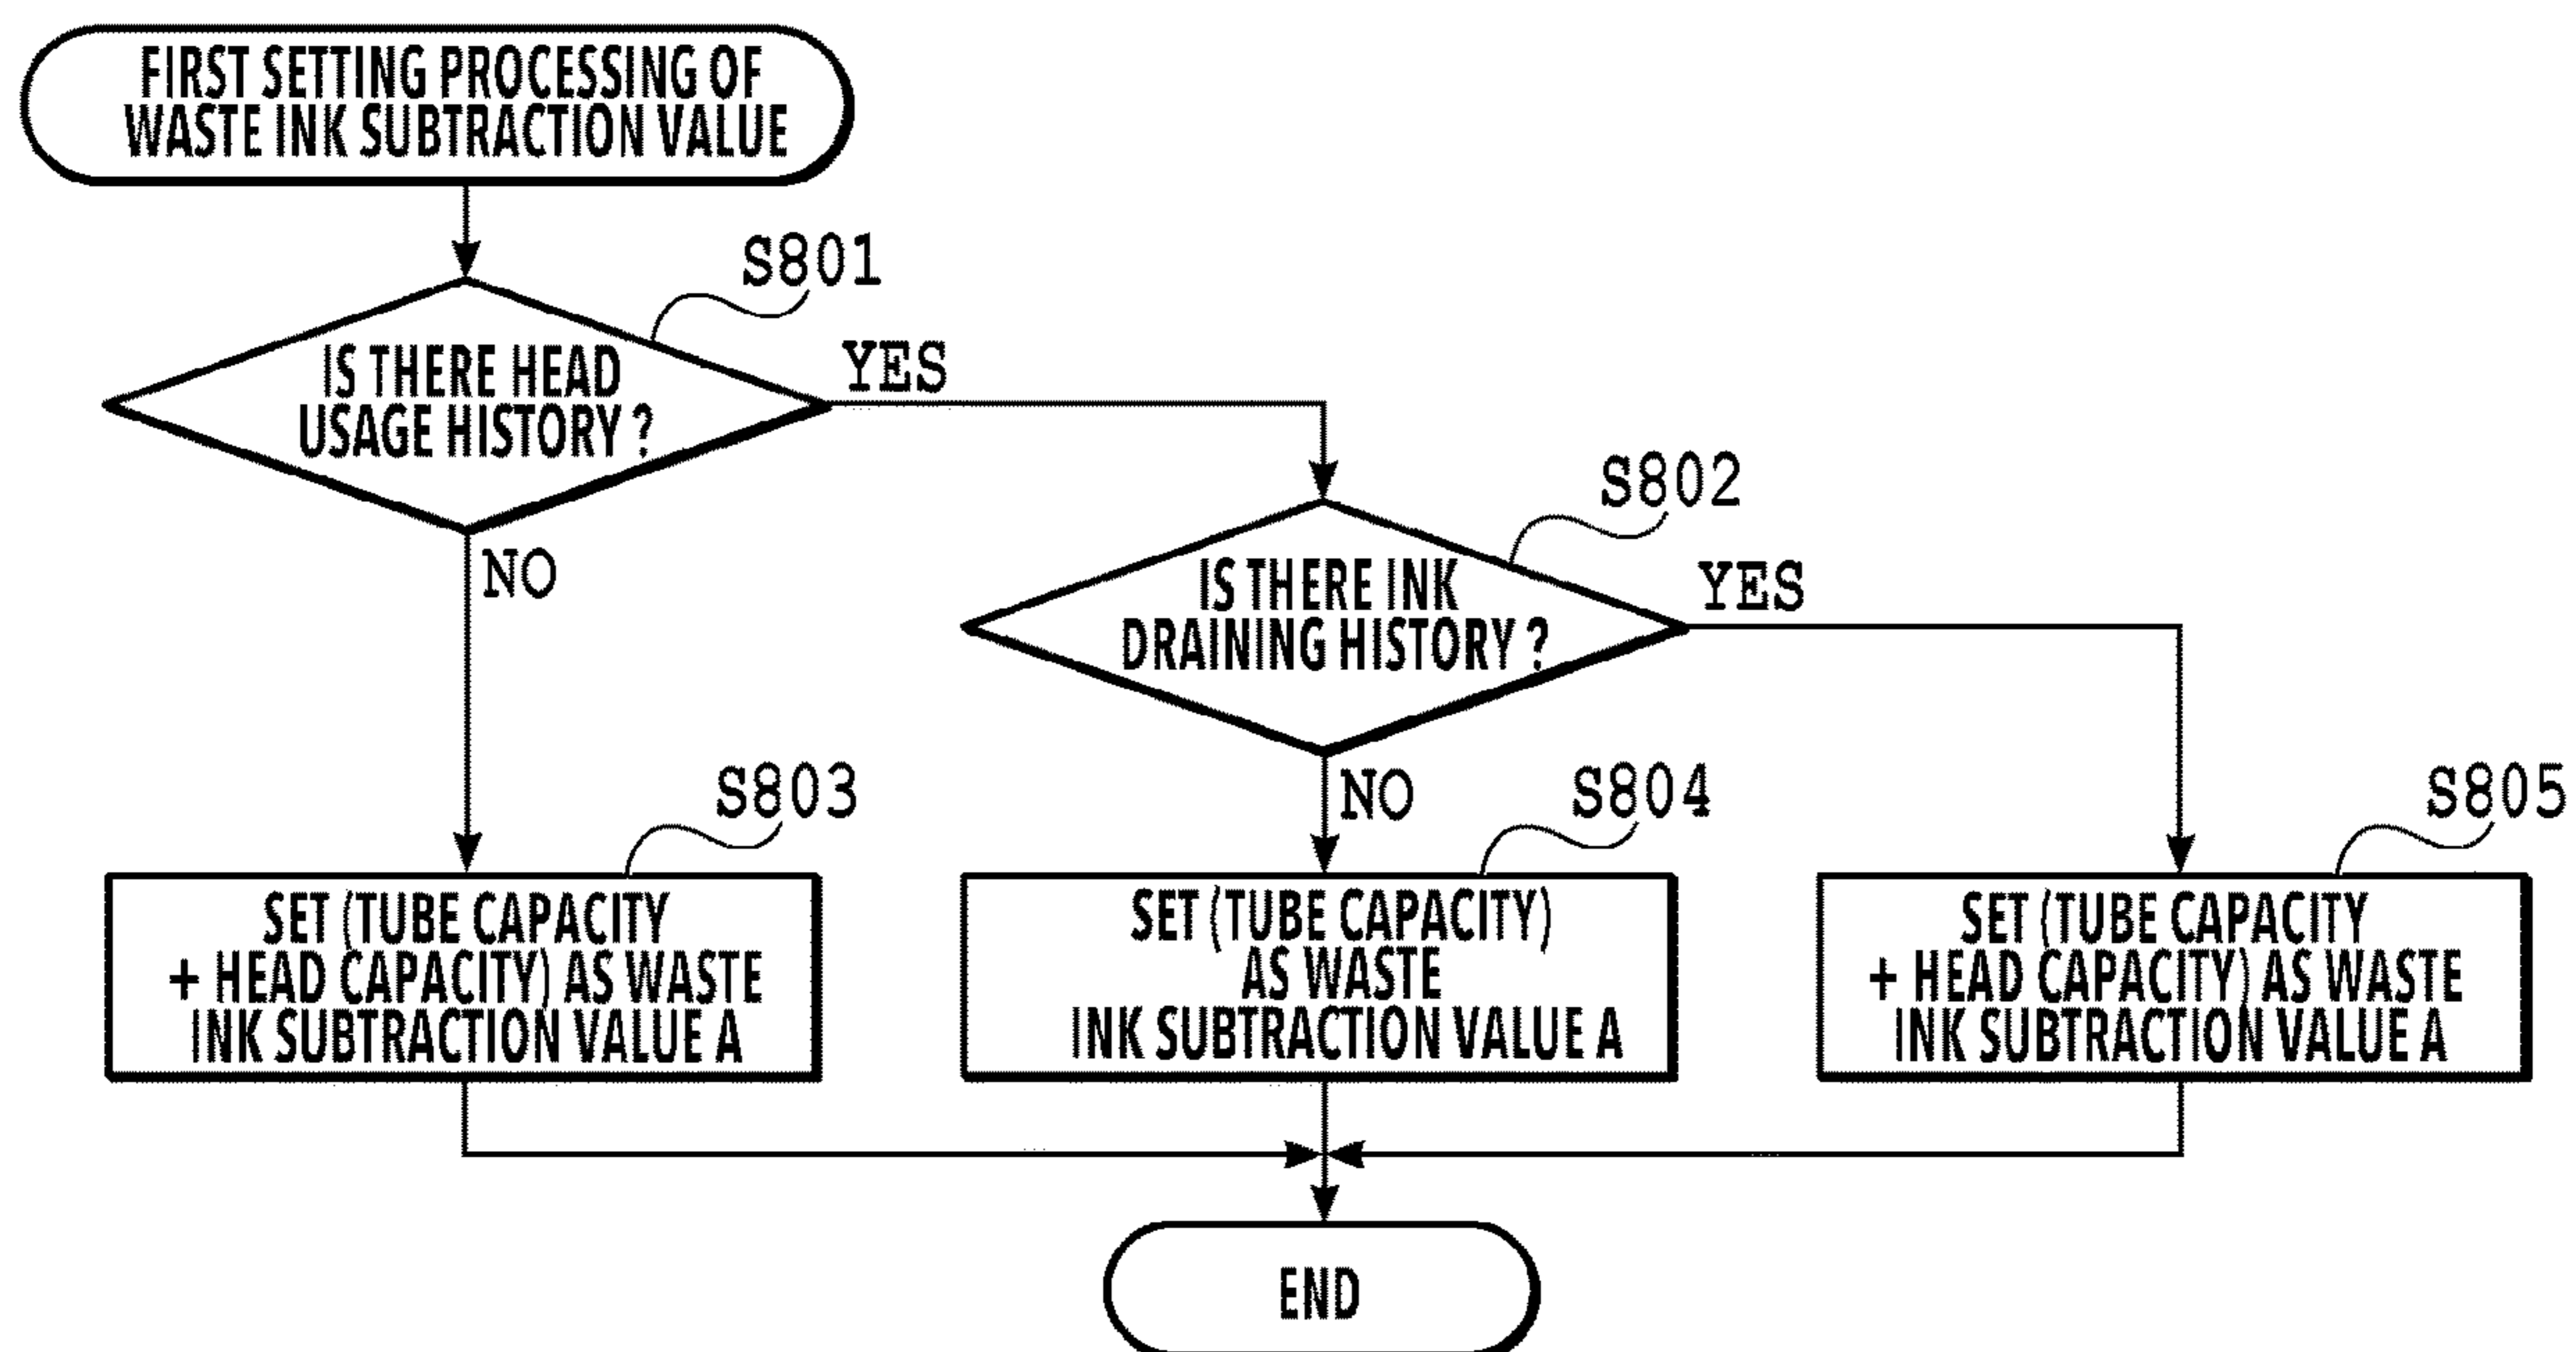 FIRST SETTING PROCESSING OF
WASTE INK SUBTRACTION VALUE
S801
IS THERE HEAD
USAGE HISTORY ?
YES
NO
S802
IS THERE INK
DRAINING HISTORY ?
YES
NO
S803
SET (TUBE CAPACITY
+ HEAD CAPACITY) AS WASTE
INK SUBTRACTION VALUE A
S804
SET (TUBE CAPACITY)
AS WASTE
INK SUBTRACTION VALUE A
S805
SET (TUBE CAPACITY
+ HEAD CAPACITY) AS WASTE
INK SUBTRACTION VALUE A
END